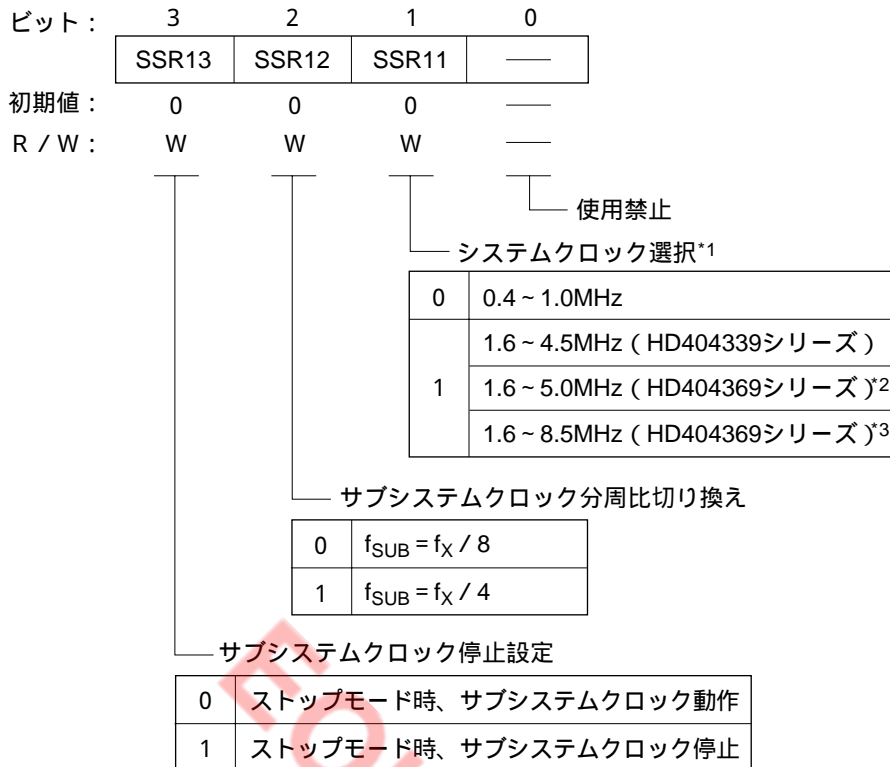 ビット： 3 2 1 0
SSR13 SSR12 SSR11 ——
初期値： 0 0 0 ——
R／W： W W W ——
使用禁止
システムクロック選択*1
0 0.4～1.0MHz
1.6～4.5MHz（HD404339シリーズ）
1 1.6～5.0MHz（HD404369シリーズ）*2
1.6～8.5MHz（HD404369シリーズ）*3
サブシステムクロック分周比切り換え
0 fSUB = fX／8
1 fSUB = fX／4
サブシステムクロック停止設定
0 ストップモード時、サブシステムクロック動作
1 ストップモード時、サブシステムクロック停止